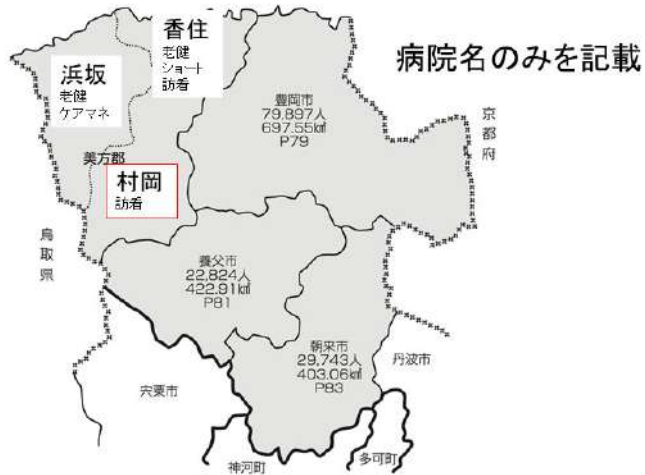 病院名のみを記載
香住
老健
ショート
訪看
浜坂
老健
ケアマネ
豊岡市
79,897人
697.55㎢
P79
京都府
美方郡
村岡
訪看
鳥取県
養父市
22,824人
422.91㎢
P81
朝来市
29,743人
403.06㎢
P83
丹波市
宍粟市
神河町
多可町